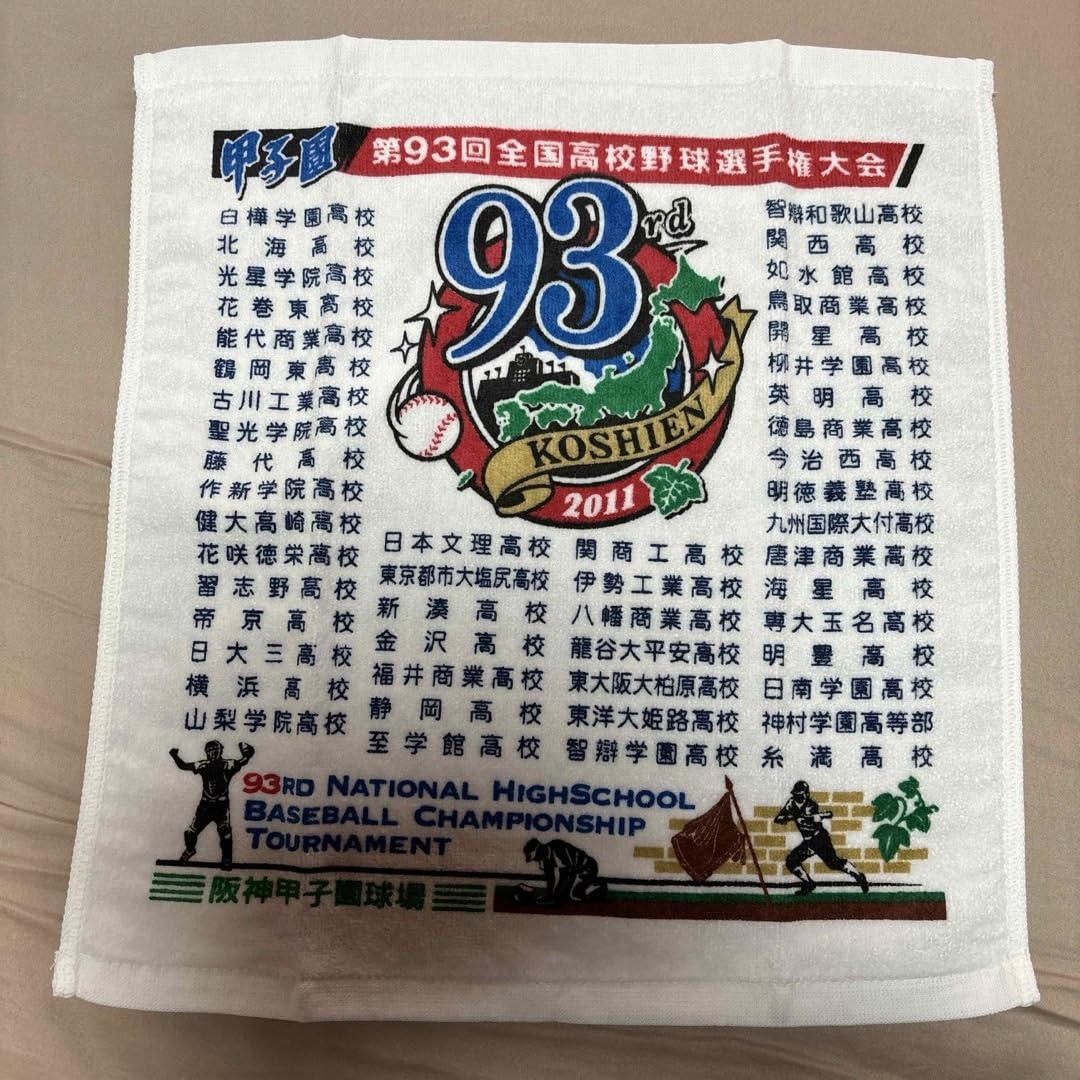 甲子園 第93回全国高校野球選手権大会
93rd
KOSHIEN
2011
白樺学園高校
北海高校
光星学院高校
花巻東高校
能代商業高校
鶴岡東高校
古川工業高校
聖光学院高校
藤代高校
作新学院高校
健大高崎高校
花咲徳栄高校
習志野高校
帝京高校
日大三高校
横浜高校
山梨学院高校
日本文理高校
東京都市大塩尻高校
新湊高校
金沢高校
福井商業高校
静岡高校
至学館高校
関商工高校
伊勢工業高校
八幡商業高校
龍谷大平安高校
東大阪大柏原高校
東洋大姫路高校
智辯学園高校
智辯和歌山高校
関西高校
如水館高校
鳥取商業高校
開星高校
柳井学園高校
英明高校
徳島商業高校
今治西高校
明徳義塾高校
九州国際大付高校
唐津商業高校
海星高校
専大玉名高校
明豊高校
日南学園高校
神村学園高等部
糸満高校
93RD NATIONAL HIGHSCHOOL
BASEBALL CHAMPIONSHIP
TOURNAMENT
阪神甲子園球場